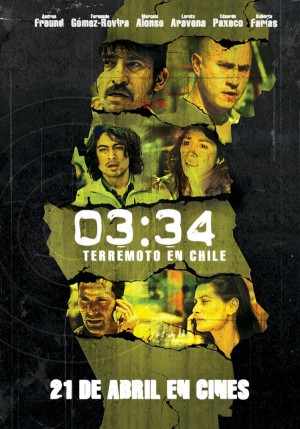 Andrea Fernando Marcelo Loreto Eduardo Roberto
Freund Gómez-Rovira Alonso Aravena Paxeco Farías
03:34
TERREMOTO EN CHILE
21 DE ABRIL EN CINES